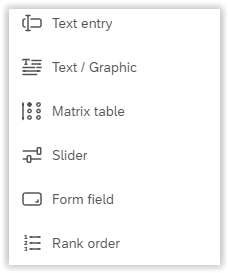 Text entry
Text / Graphic
Matrix table
Slider
Form field
Rank order